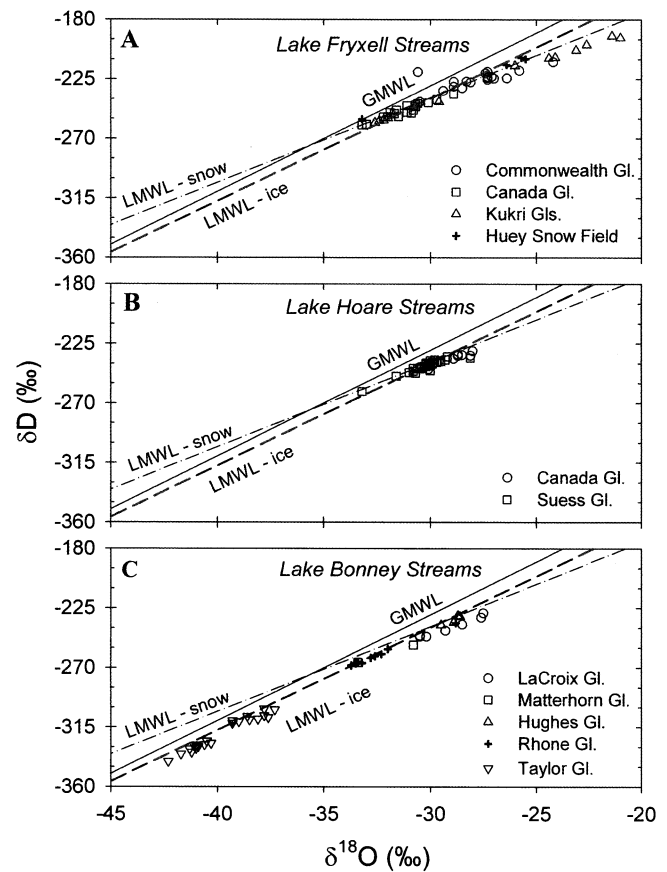 A
Lake Fryxell Streams
GMWL
LMWL - snow
LMWL - ice
Commonwealth Gl.
Canada Gl.
Kukri Gls.
Huey Snow Field
-180
-225
-270
-315
-360
B
Lake Hoare Streams
GMWL
LMWL - snow
LMWL - ice
Canada Gl.
Suess Gl.
-180
-225
-270
-315
-360
δD (‰)
C
Lake Bonney Streams
GMWL
LMWL - snow
LMWL - ice
LaCroix Gl.
Matterhorn Gl.
Hughes Gl.
Rhone Gl.
Taylor Gl.
-180
-225
-270
-315
-360
-45 -40 -35 -30 -25 -20
δ¹⁸O (‰)